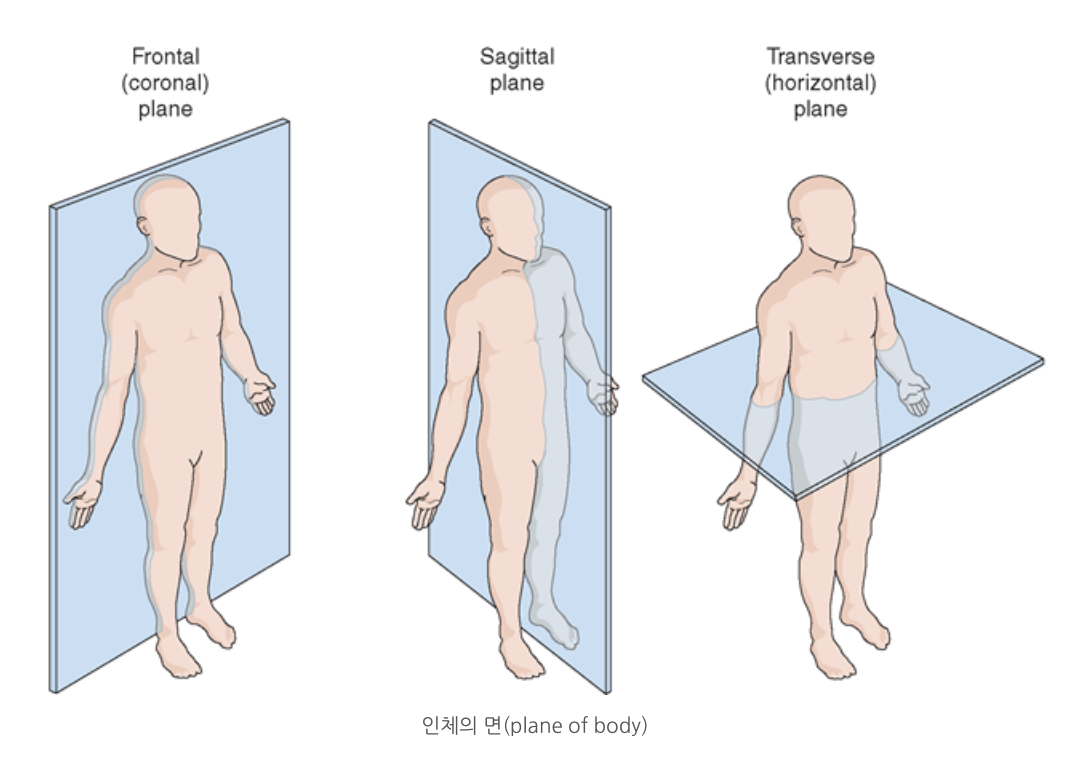 Frontal
(coronal)
plane
Sagittal
plane
Transverse
(horizontal)
plane
인체의 면(plane of body)